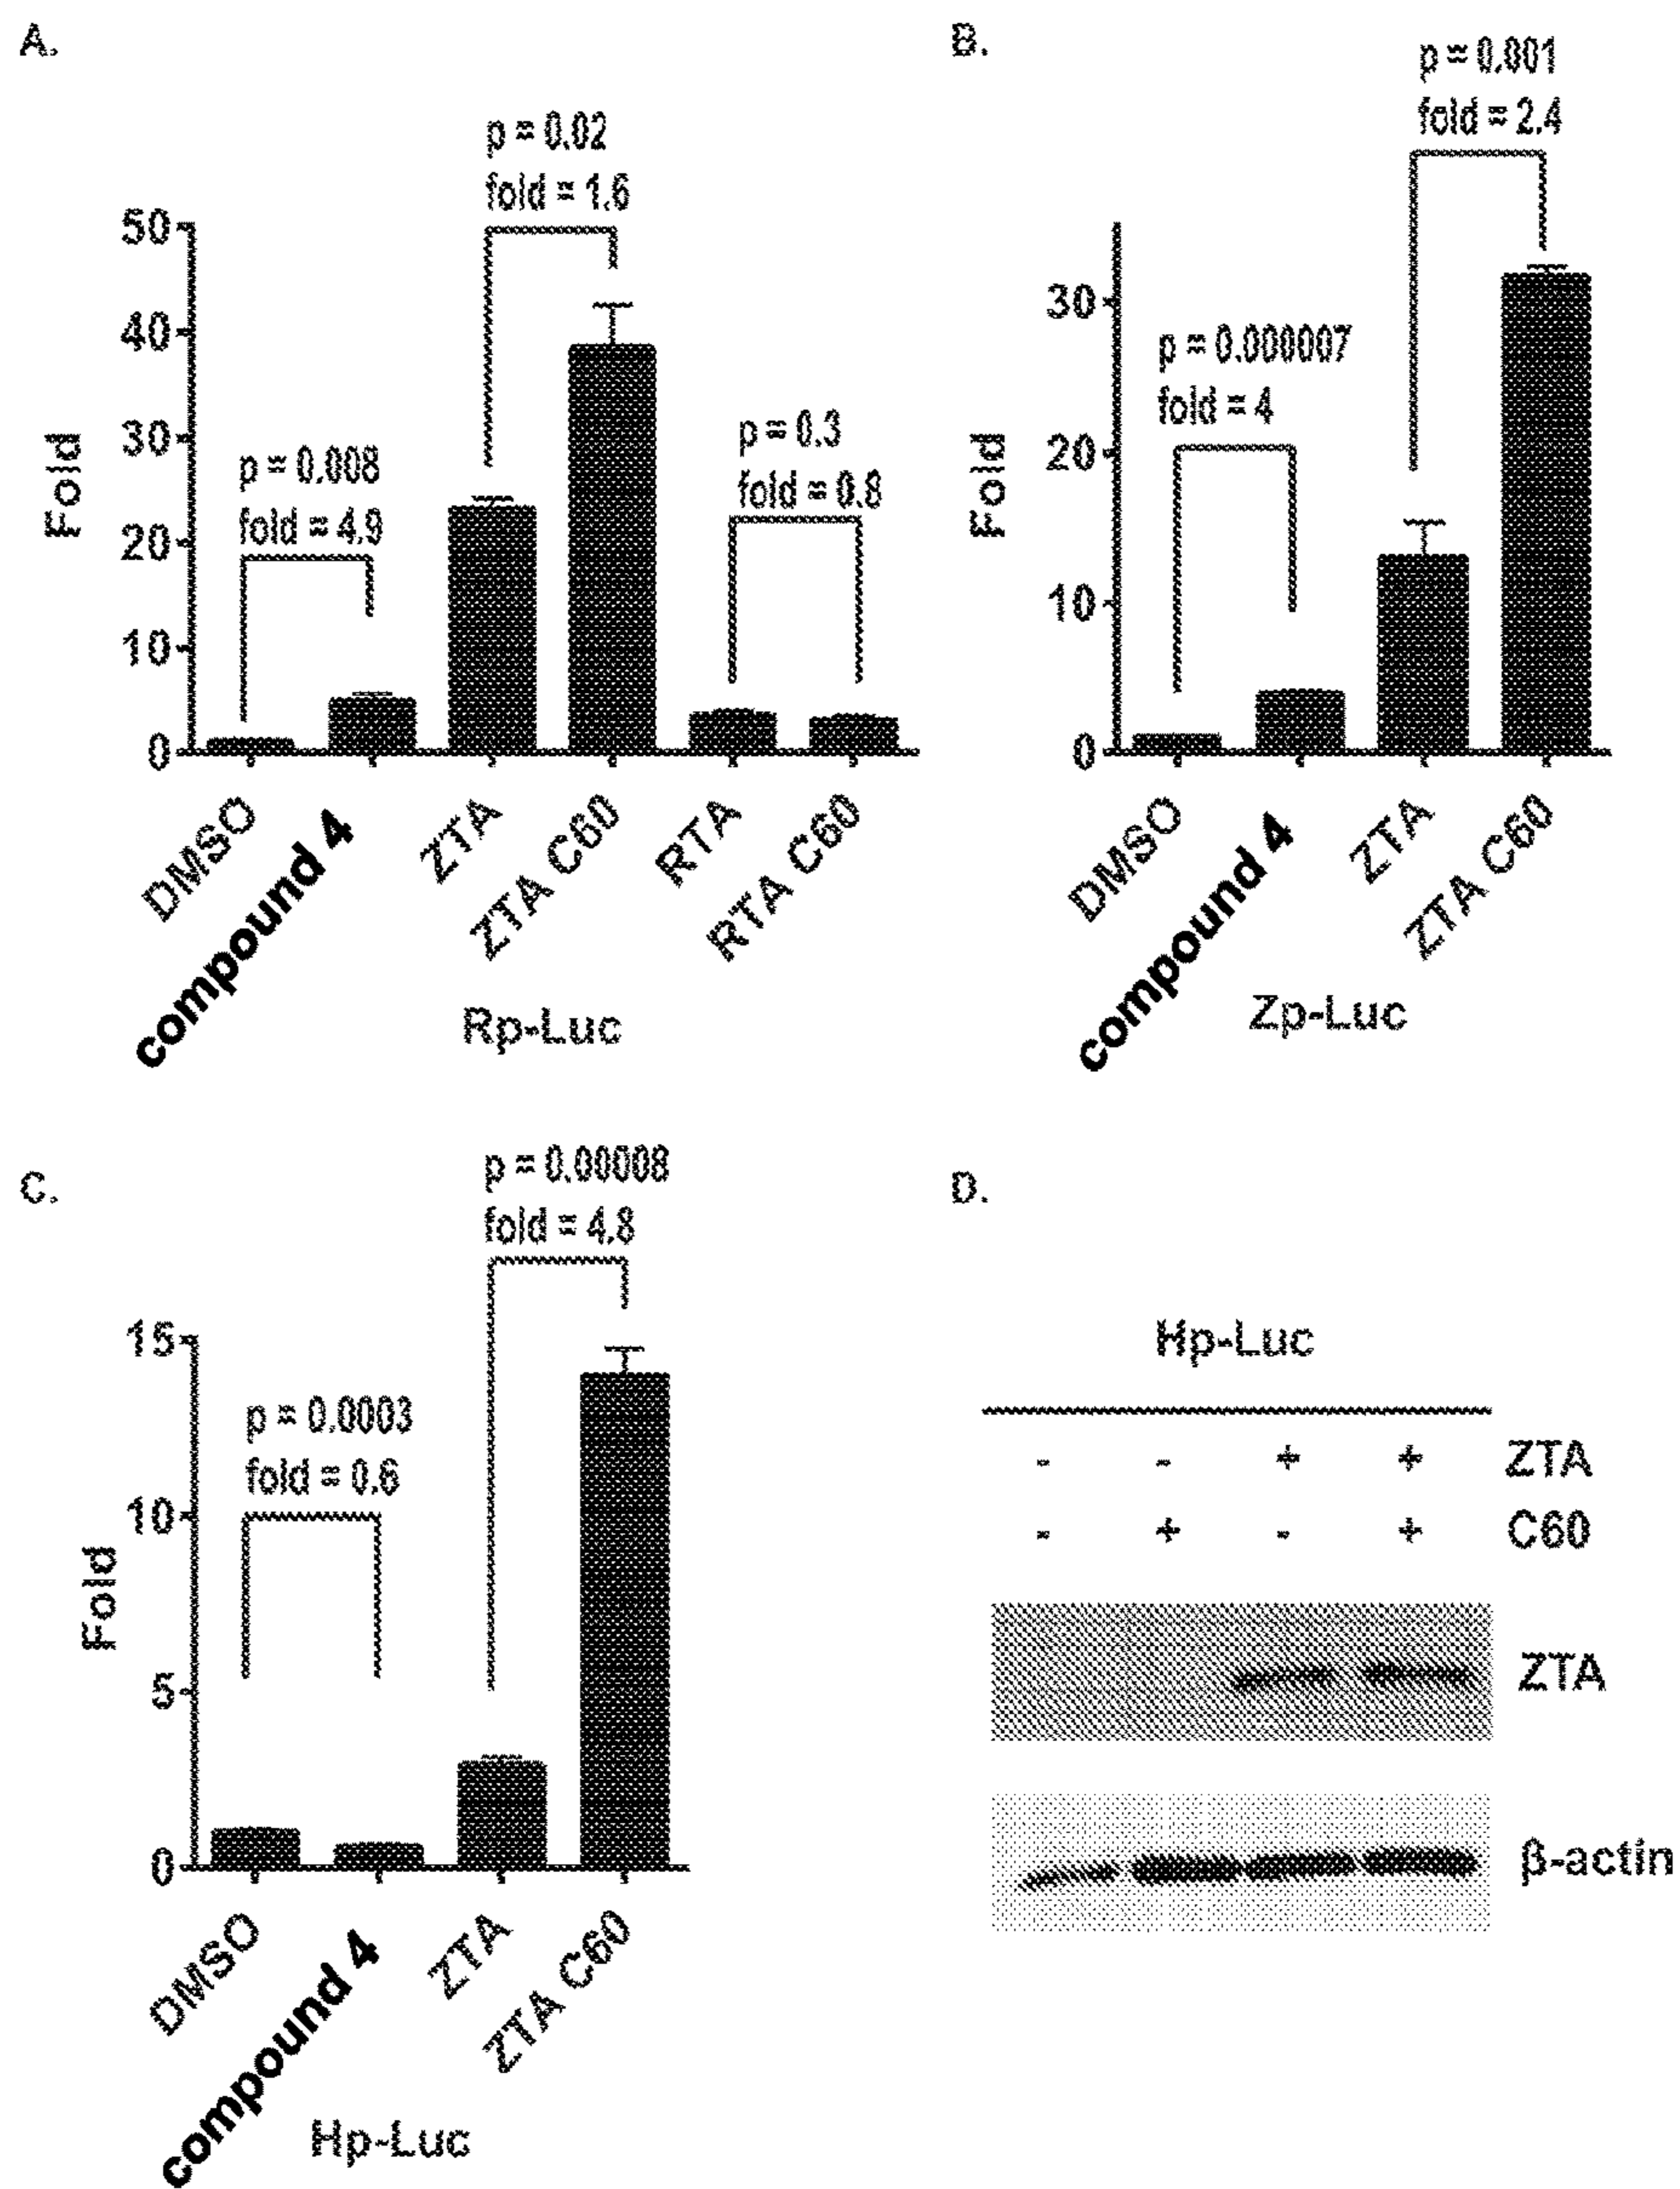 A.
p = 0.02
fold = 1.6
p = 0.008
fold = 4.9
p = 0.3
fold = 0.8
50
40
30
20
10
0
Fold
DMSO
compound 4
ZTA
ZTA C60
RTA
RTA C60
Rp-Luc
B.
p = 0.001
fold = 2.4
p = 0.000007
fold = 4
30
20
10
0
Fold
DMSO
compound 4
ZTA
ZTA C60
Zp-Luc
C.
p = 0.00008
fold = 4.8
p = 0.0003
fold = 0.6
15
10
5
0
Fold
DMSO
compound 4
ZTA
ZTA C60
Hp-Luc
D.
Hp-Luc
- - + + ZTA
- + - + C60
ZTA
β-actin